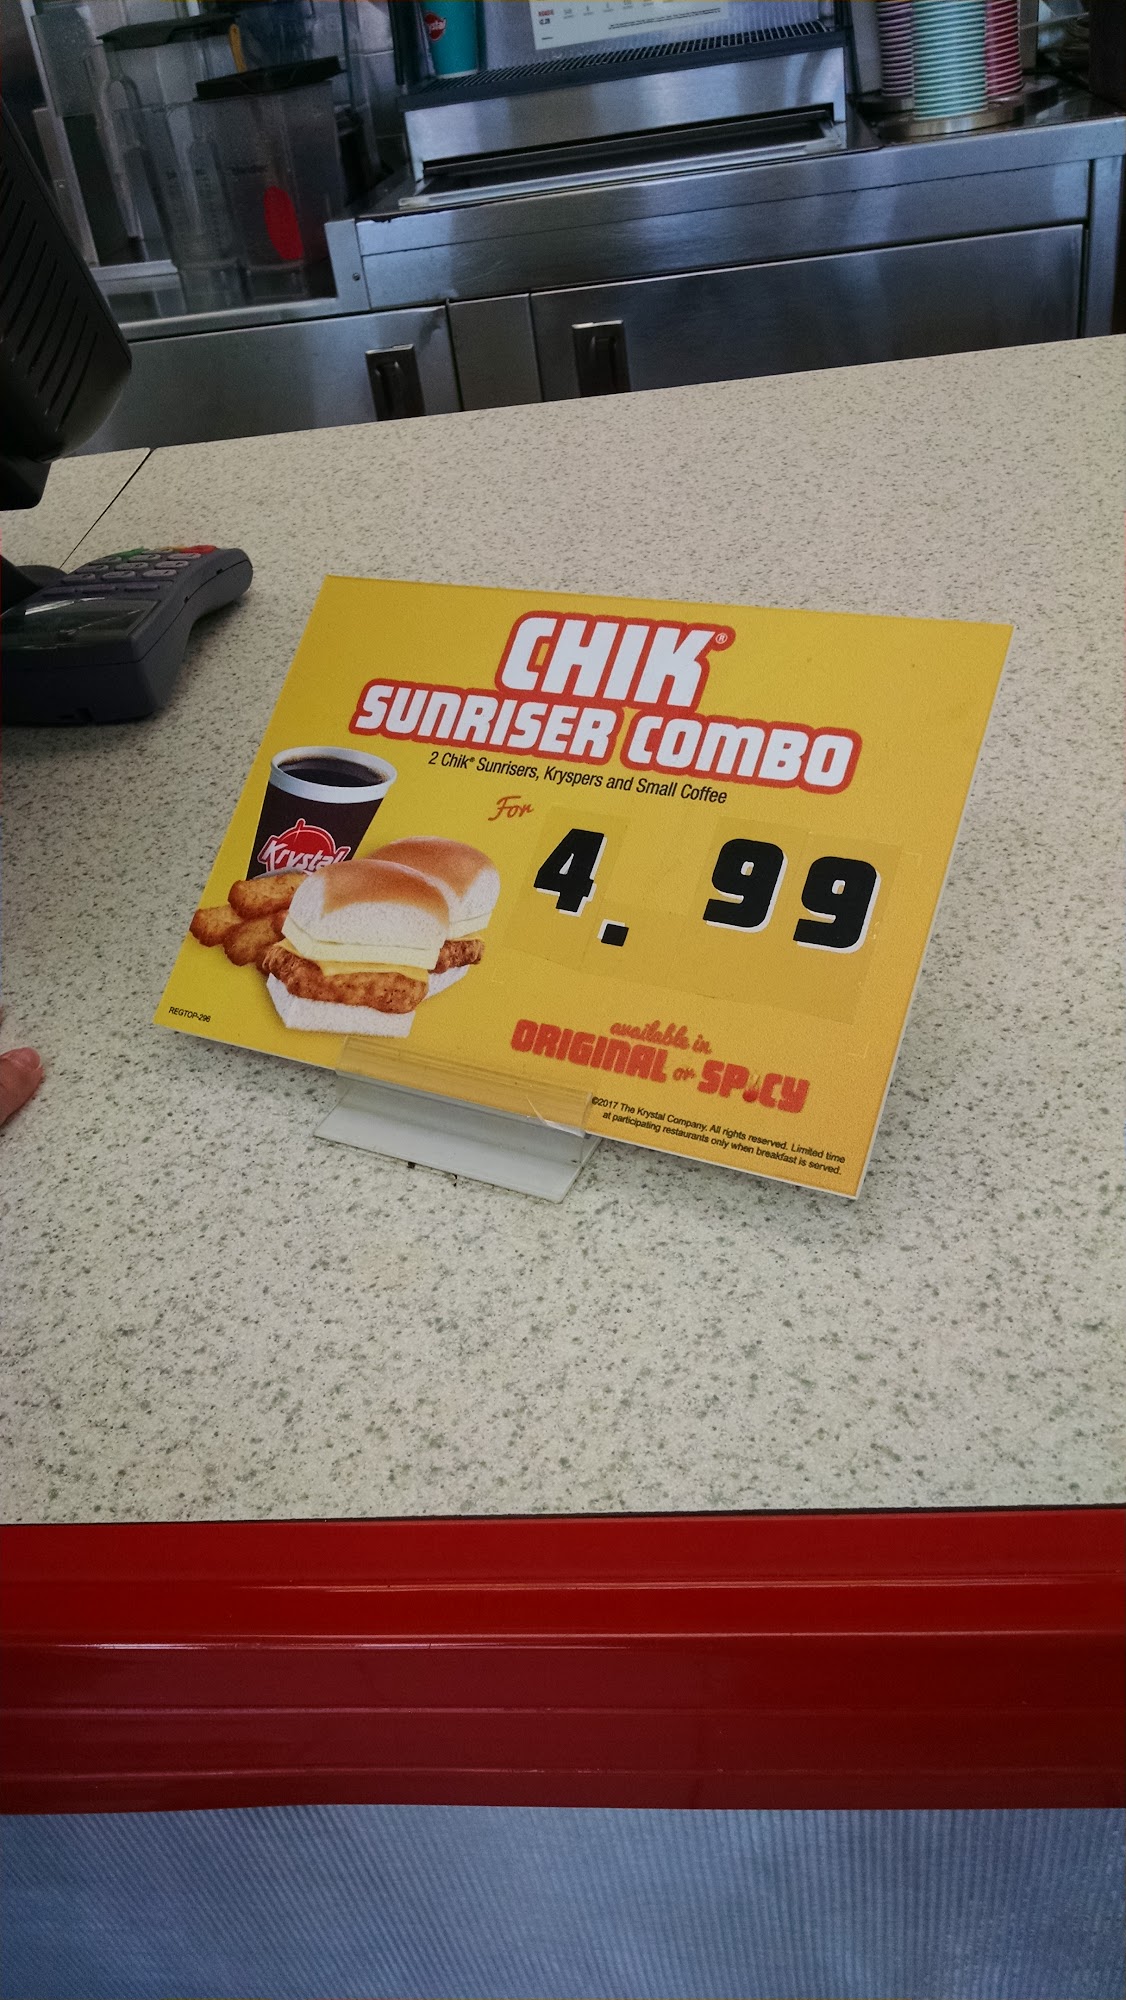 CHIK®
SUNRISER COMBO
2 Chik® Sunrisers, Kryspers and Small Coffee
For
4.99
Krystal
available in
ORIGINAL or SPICY
REGTOP-296
©2017 The Krystal Company. All rights reserved. Limited time
at participating restaurants only when breakfast is served.